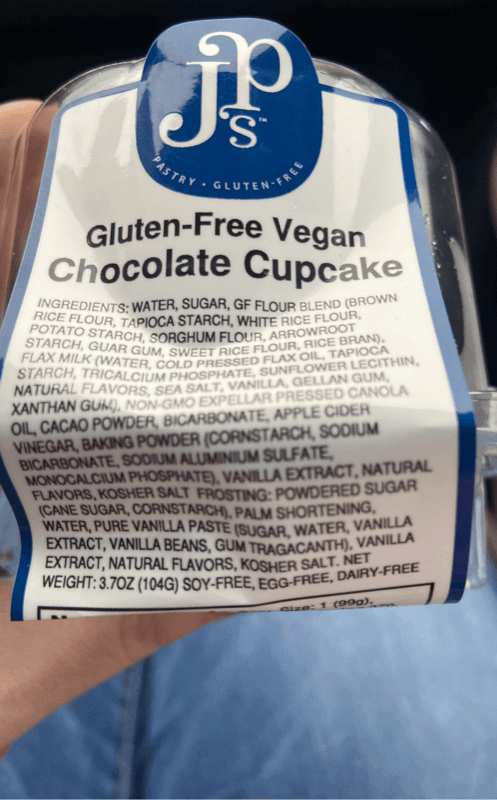 JPs™
PASTRY • GLUTEN-FREE
Gluten-Free Vegan
Chocolate Cupcake
INGREDIENTS: WATER, SUGAR, GF FLOUR BLEND (BROWN
RICE FLOUR, TAPIOCA STARCH, WHITE RICE FLOUR,
POTATO STARCH, SORGHUM FLOUR, ARROWROOT
STARCH, GUAR GUM, SWEET RICE FLOUR, RICE BRAN),
FLAX MILK (WATER, COLD PRESSED FLAX OIL, TAPIOCA
STARCH, TRICALCIUM PHOSPHATE, SUNFLOWER LECITHIN,
NATURAL FLAVORS, SEA SALT, VANILLA, GELLAN GUM,
XANTHAN GUM), NON-GMO EXPELLAR PRESSED CANOLA
OIL, CACAO POWDER, BICARBONATE, APPLE CIDER
VINEGAR, BAKING POWDER (CORNSTARCH, SODIUM
BICARBONATE, SODIUM ALUMINIUM SULFATE,
MONOCALCIUM PHOSPHATE), VANILLA EXTRACT, NATURAL
FLAVORS, KOSHER SALT FROSTING: POWDERED SUGAR
(CANE SUGAR, CORNSTARCH), PALM SHORTENING,
WATER, PURE VANILLA PASTE (SUGAR, WATER, VANILLA
EXTRACT, VANILLA BEANS, GUM TRAGACANTH), VANILLA
EXTRACT, NATURAL FLAVORS, KOSHER SALT. NET
WEIGHT: 3.7OZ (104G) SOY-FREE, EGG-FREE, DAIRY-FREE
Size: 1 (99g),